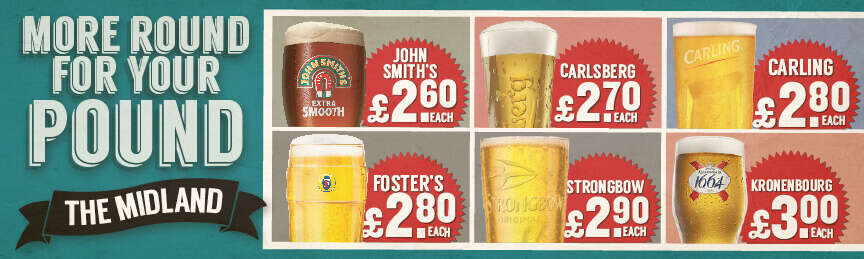 MORE ROUND
FOR YOUR
POUND
THE MIDLAND
JOHN SMITH'S
EXTRA
SMOOTH
JOHN
SMITH'S
£2.60
EACH
berg
CARLSBERG
£2.70
EACH
CARLING
CARLING
£2.80
EACH
FOSTER'S
£2.80
EACH
STRONGBOW
ORIGINAL
STRONGBOW
£2.90
EACH
1664
KRONENBOURG
£3.00
EACH